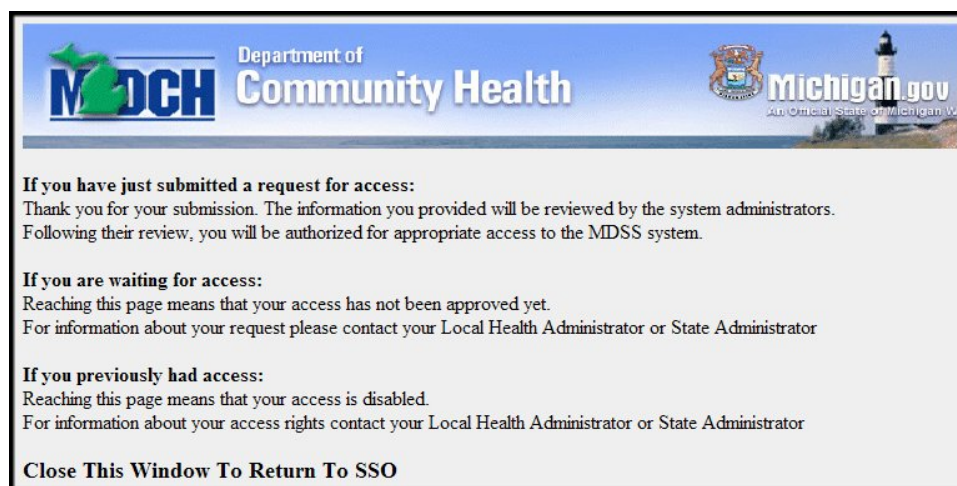 MDCH
Department of
Community Health
Michigan.gov
An Official State of Michigan W
If you have just submitted a request for access:
Thank you for your submission. The information you provided will be reviewed by the system administrators.
Following their review, you will be authorized for appropriate access to the MDSS system.
If you are waiting for access:
Reaching this page means that your access has not been approved yet.
For information about your request please contact your Local Health Administrator or State Administrator
If you previously had access:
Reaching this page means that your access is disabled.
For information about your access rights contact your Local Health Administrator or State Administrator
Close This Window To Return To SSO